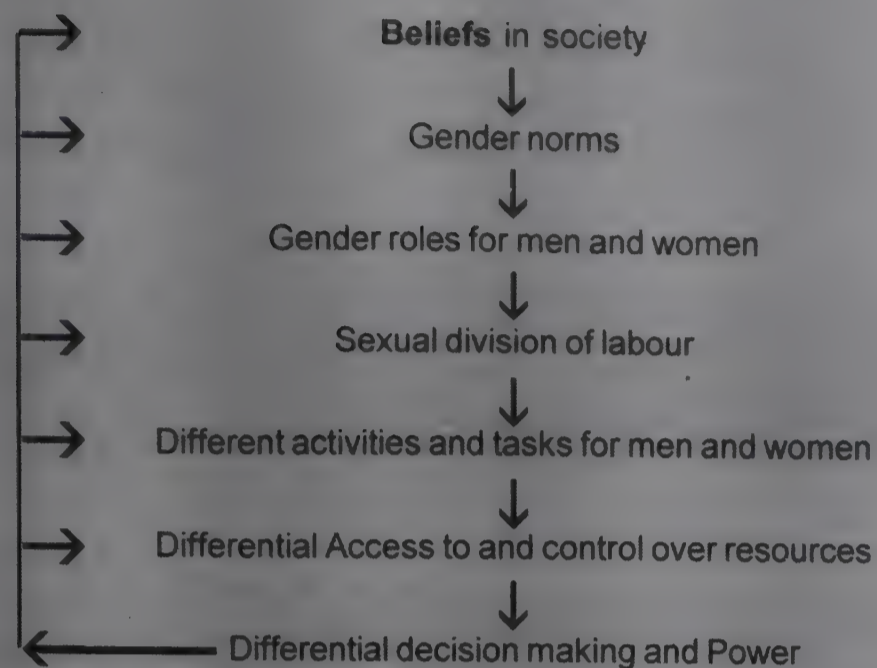 Beliefs in society
Gender norms
Gender roles for men and women
Sexual division of labour
Different activities and tasks for men and women
Differential Access to and control over resources
Differential decision making and Power